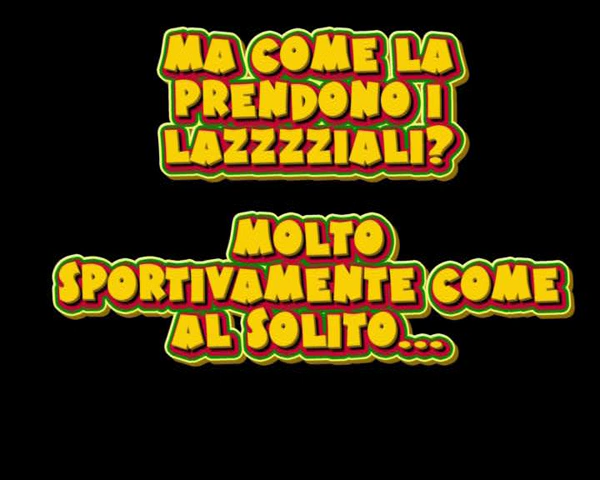 MA COME LA
PRENDONO I
LAZZZZIALI?
MOLTO
SPORTIVAMENTE COME
AL SOLITO...